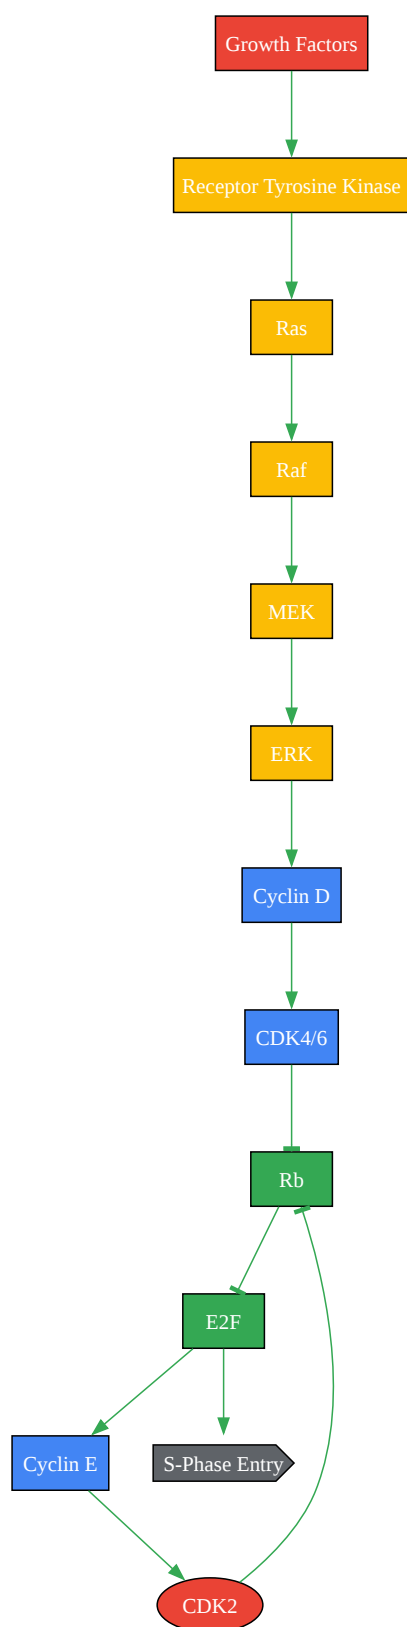 Growth Factors
Receptor Tyrosine Kinase
Ras
Raf
MEK
ERK
Cyclin D
CDK4/6
Rb
E2F
Cyclin E
S-Phase Entry
CDK2